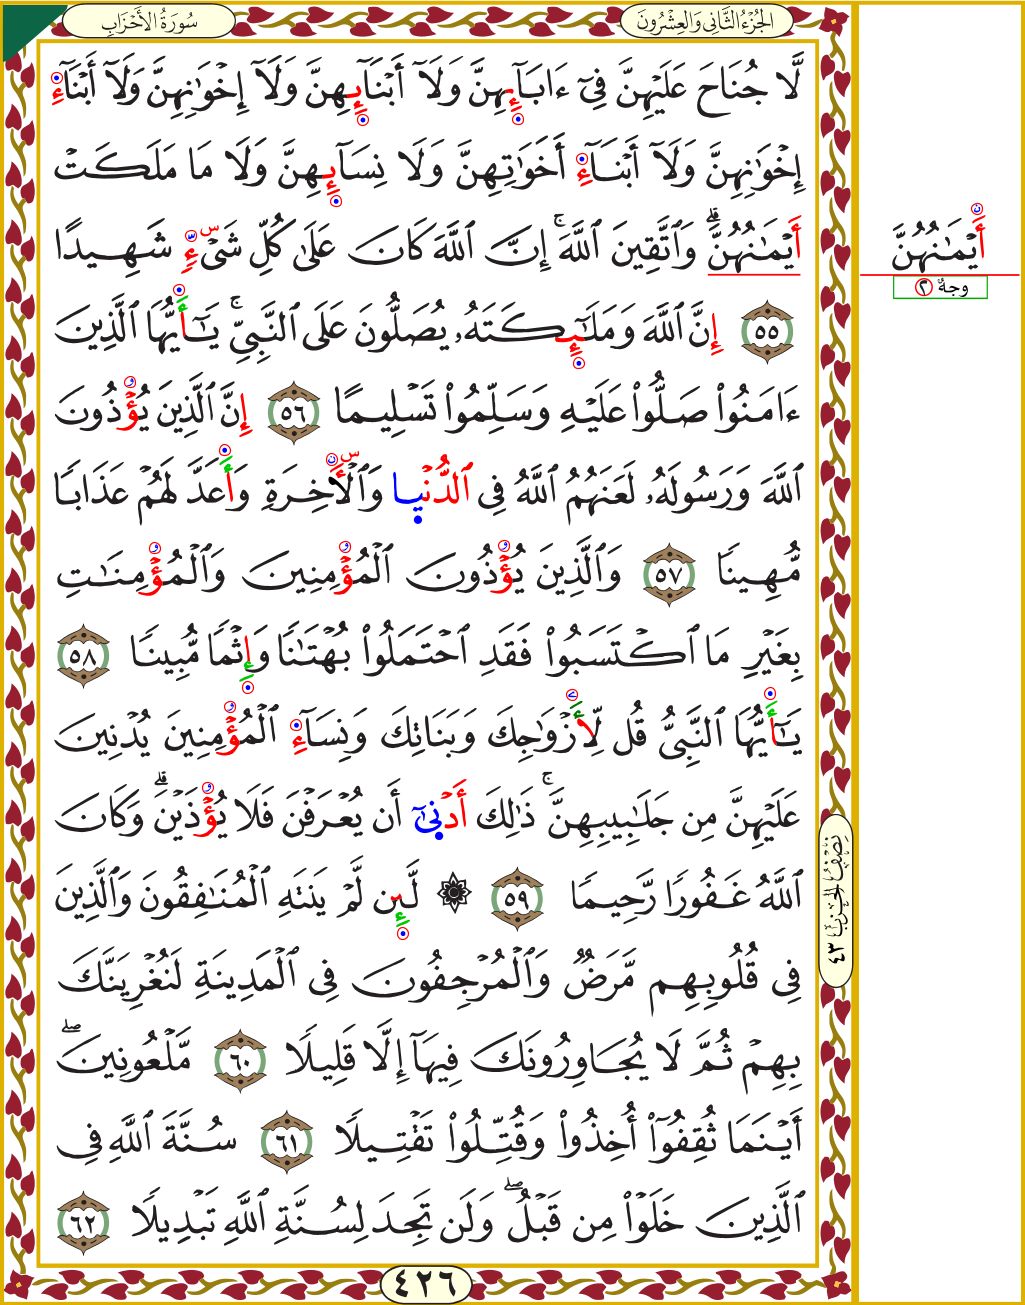 سُورَةُ الأَحْزَابِ
الجُزْءُ الثَّانِي وَالعِشْرُونَ
لَّا جُنَاحَ عَلَيۡهِنَّ فِيٓ ءَابَآئِهِنَّ وَلَآ أَبۡنَآئِهِنَّ وَلَآ إِخۡوَٰنِهِنَّ وَلَآ أَبۡنَآءِ
إِخۡوَٰنِهِنَّ وَلَآ أَبۡنَآءِ أَخَوَٰتِهِنَّ وَلَا نِسَآئِهِنَّ وَلَا مَا مَلَكَتۡ
أَيۡمَٰنُهُنَّۗ وَٱتَّقِينَ ٱللَّهَۚ إِنَّ ٱللَّهَ كَانَ عَلَىٰ كُلِّ شَيۡءٖ شَهِيدًا
٥٥ إِنَّ ٱللَّهَ وَمَلَٰٓئِكَتَهُۥ يُصَلُّونَ عَلَى ٱلنَّبِيِّۚ يَٰٓأَيُّهَا ٱلَّذِينَ
ءَامَنُواْ صَلُّواْ عَلَيۡهِ وَسَلِّمُواْ تَسۡلِيمًا ٥٦ إِنَّ ٱلَّذِينَ يُؤۡذُونَ
ٱللَّهَ وَرَسُولَهُۥ لَعَنَهُمُ ٱللَّهُ فِي ٱلدُّنۡيَا وَٱلۡأٓخِرَةِ وَأَعَدَّ لَهُمۡ عَذَابٗا
مُّهِينٗا ٥٧ وَٱلَّذِينَ يُؤۡذُونَ ٱلۡمُؤۡمِنِينَ وَٱلۡمُؤۡمِنَٰتِ
بِغَيۡرِ مَا ٱكۡتَسَبُواْ فَقَدِ ٱحۡتَمَلُواْ بُهۡتَٰنٗا وَإِثۡمٗا مُّبِينٗا ٥٨
يَٰٓأَيُّهَا ٱلنَّبِيُّ قُل لِّأَزۡوَٰجِكَ وَبَنَاتِكَ وَنِسَآءِ ٱلۡمُؤۡمِنِينَ يُدۡنِينَ
عَلَيۡهِنَّ مِن جَلَٰبِيبِهِنَّۚ ذَٰلِكَ أَدۡنَىٰٓ أَن يُعۡرَفۡنَ فَلَا يُؤۡذَيۡنَۗ وَكَانَ
ٱللَّهُ غَفُورٗا رَّحِيمٗا ٥٩ ۞ لَّئِن لَّمۡ يَنتَهِ ٱلۡمُنَٰفِقُونَ وَٱلَّذِينَ
فِي قُلُوبِهِم مَّرَضٞ وَٱلۡمُرۡجِفُونَ فِي ٱلۡمَدِينَةِ لَنُغۡرِيَنَّكَ
بِهِمۡ ثُمَّ لَا يُجَاوِرُونَكَ فِيهَآ إِلَّا قَلِيلٗا ٦٠ مَّلۡعُونِينَۖ
أَيۡنَمَا ثُقِفُوٓاْ أُخِذُواْ وَقُتِّلُواْ تَقۡتِيلٗا ٦١ سُنَّةَ ٱللَّهِ فِي
ٱلَّذِينَ خَلَوۡاْ مِن قَبۡلُۖ وَلَن تَجِدَ لِسُنَّةِ ٱللَّهِ تَبۡدِيلٗا ٦٢
٤٢٦
أَيۡمَٰنُهُنَّ
وجهٌ ٢
نِصْفُ الحِزْبِ ٤٣